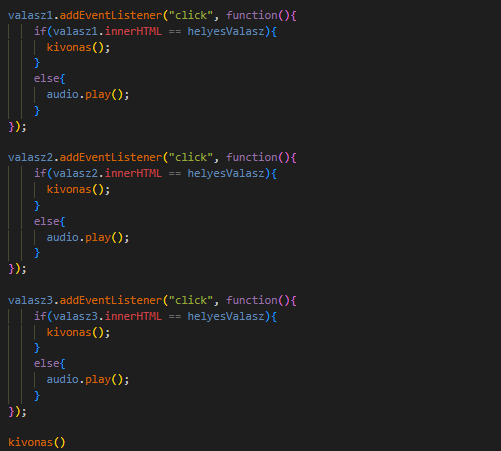 valasz1.addEventListener("click", function(){
    if(valasz1.innerHTML == helyesValasz){
      kivonas();
    }
    else{
      audio.play();
    }
});

valasz2.addEventListener("click", function(){
    if(valasz2.innerHTML == helyesValasz){
      kivonas();
    }
    else{
      audio.play();
    }
});

valasz3.addEventListener("click", function(){
    if(valasz3.innerHTML == helyesValasz){
      kivonas();
    }
    else{
      audio.play();
    }
});

kivonas()